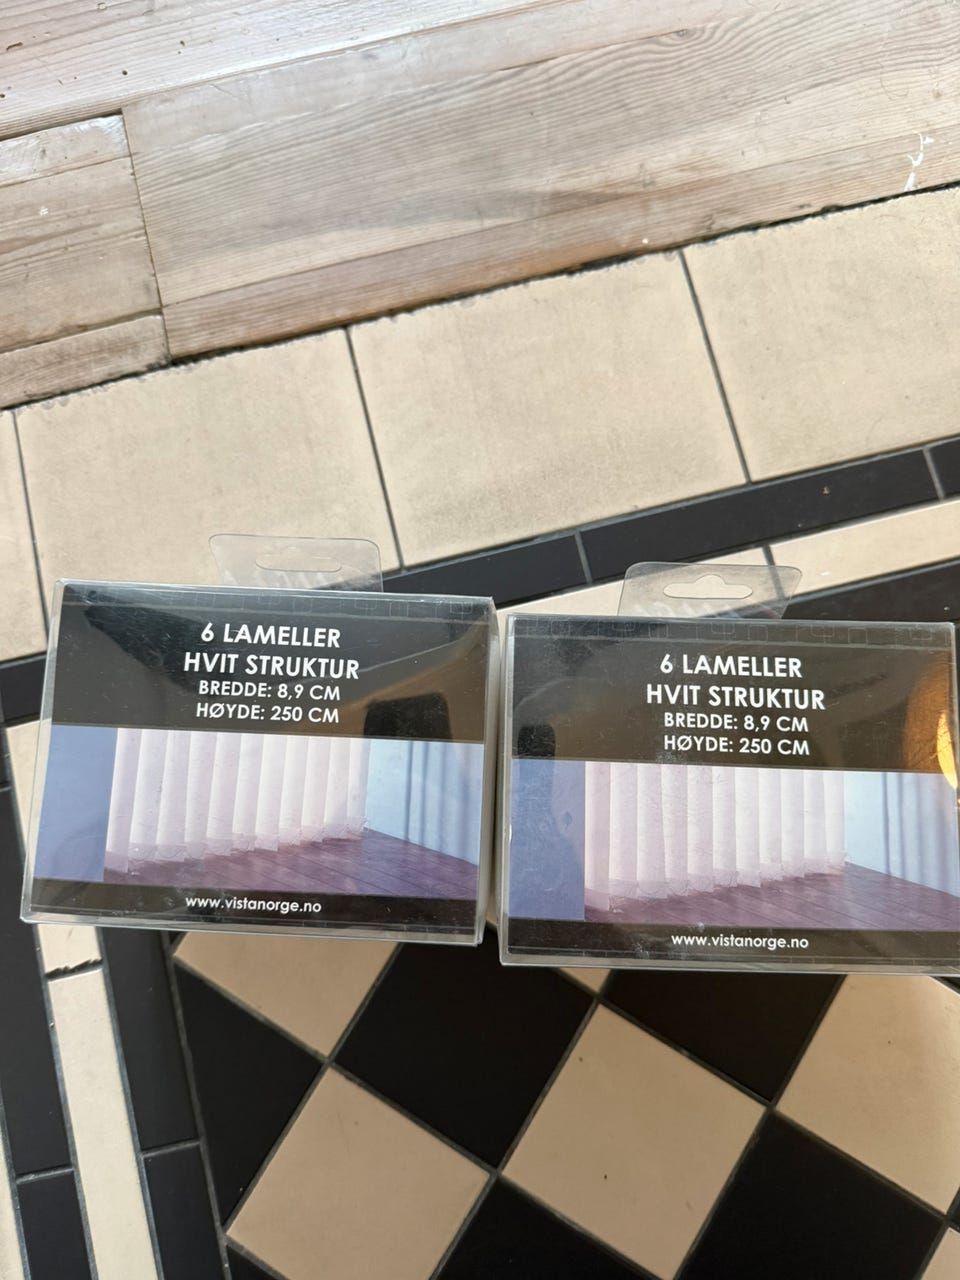 6 LAMELLER
HVIT STRUKTUR
BREDDE: 8,9 CM
HØYDE: 250 CM
www.vistanorge.no
6 LAMELLER
HVIT STRUKTUR
BREDDE: 8,9 CM
HØYDE: 250 CM
www.vistanorge.no